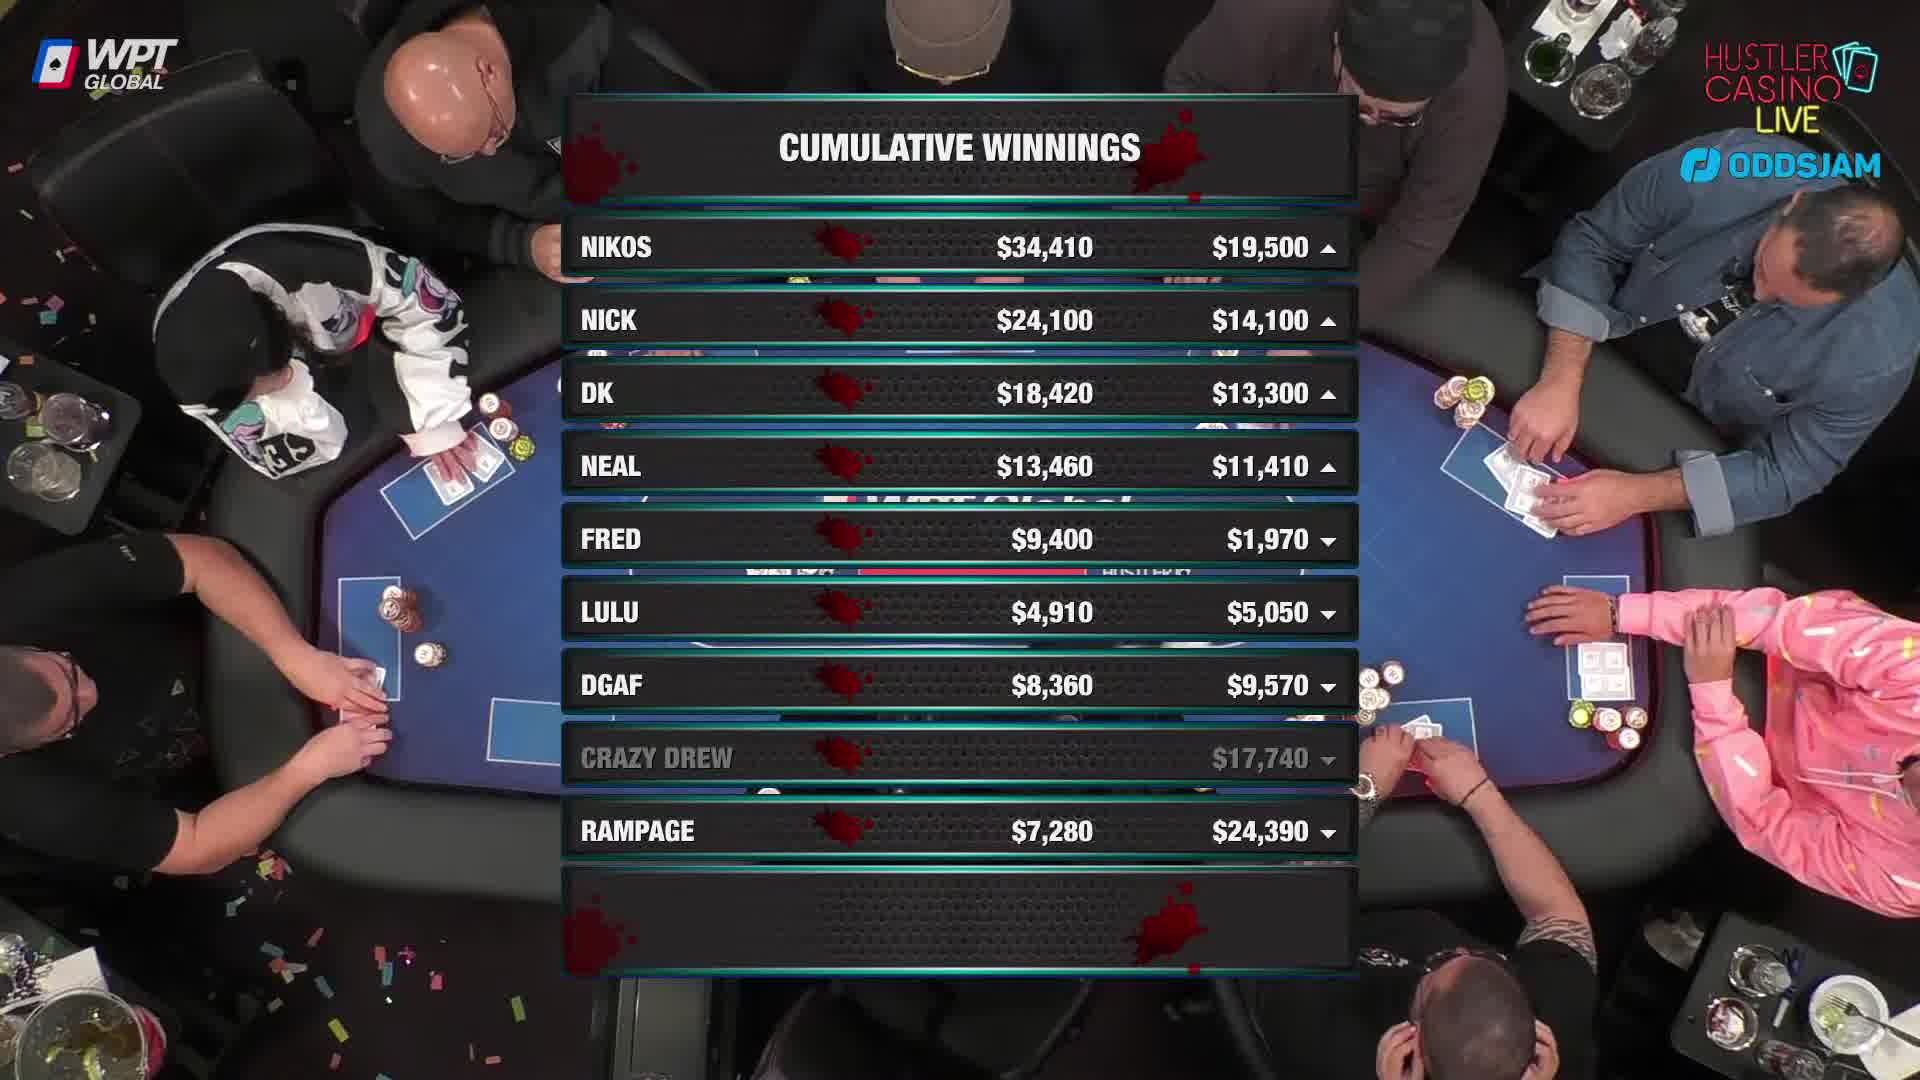 WPT
GLOBAL
HUSTLER
CASINO
LIVE
ODDSJAM
CUMULATIVE WINNINGS
NIKOS $34,410 $19,500
NICK $24,100 $14,100
DK $18,420 $13,300
NEAL $13,460 $11,410
FRED $9,400 $1,970
LULU $4,910 $5,050
DGAF $8,360 $9,570
CRAZY DREW $17,740
RAMPAGE $7,280 $24,390